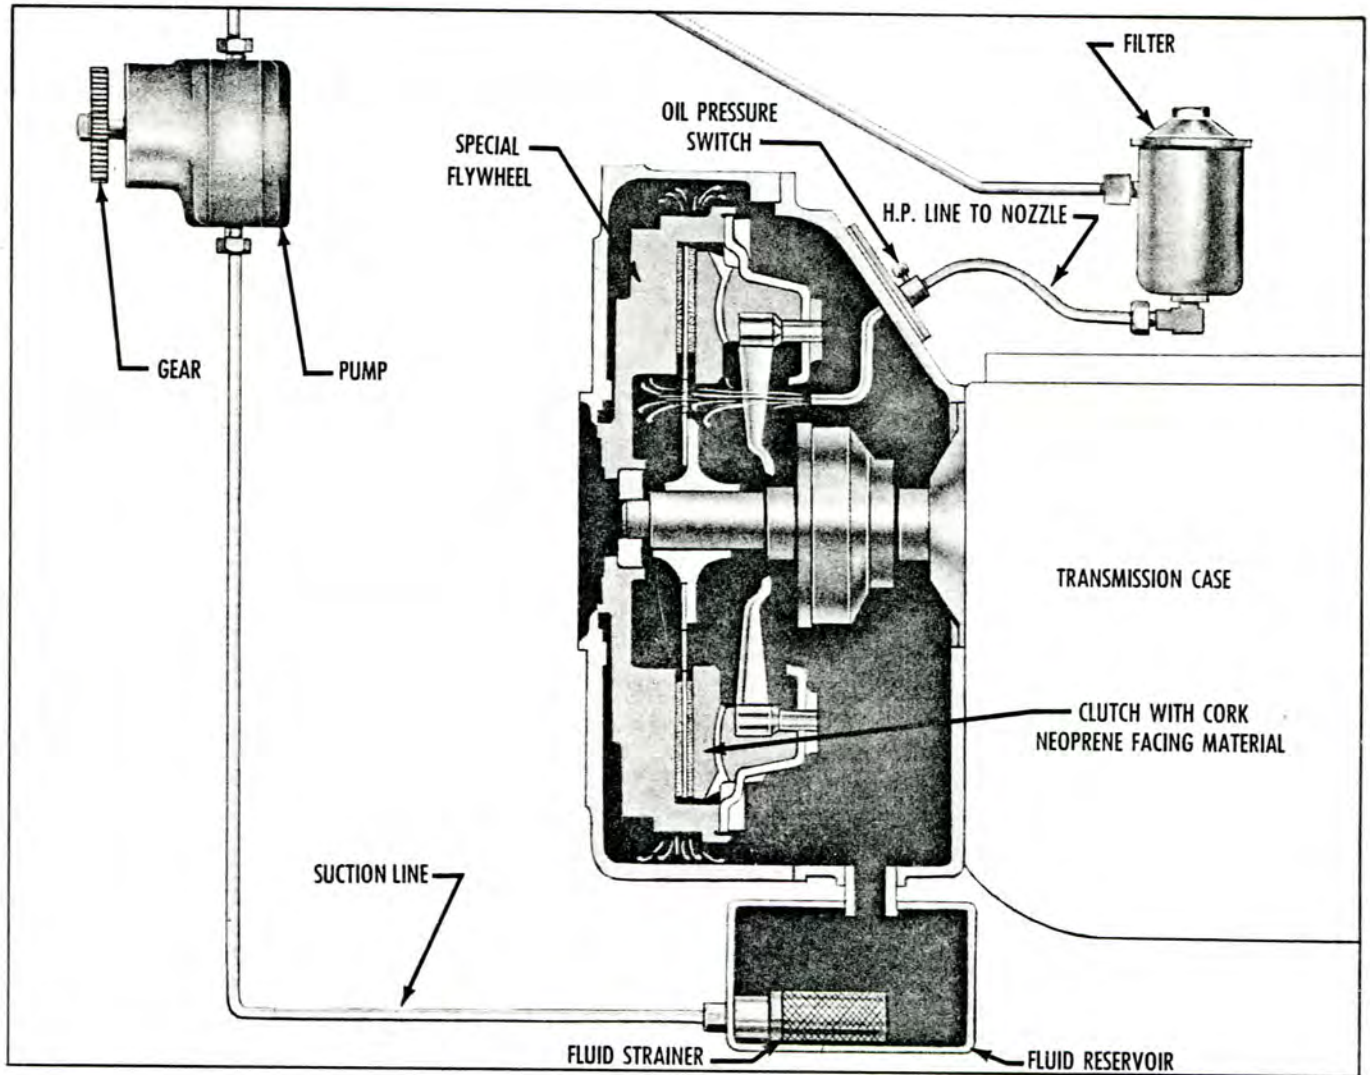 FILTER
OIL PRESSURE
SWITCH
SPECIAL
FLYWHEEL
H.P. LINE TO NOZZLE
GEAR
PUMP
TRANSMISSION CASE
CLUTCH WITH CORK
NEOPRENE FACING MATERIAL
SUCTION LINE
FLUID STRAINER
FLUID RESERVOIR